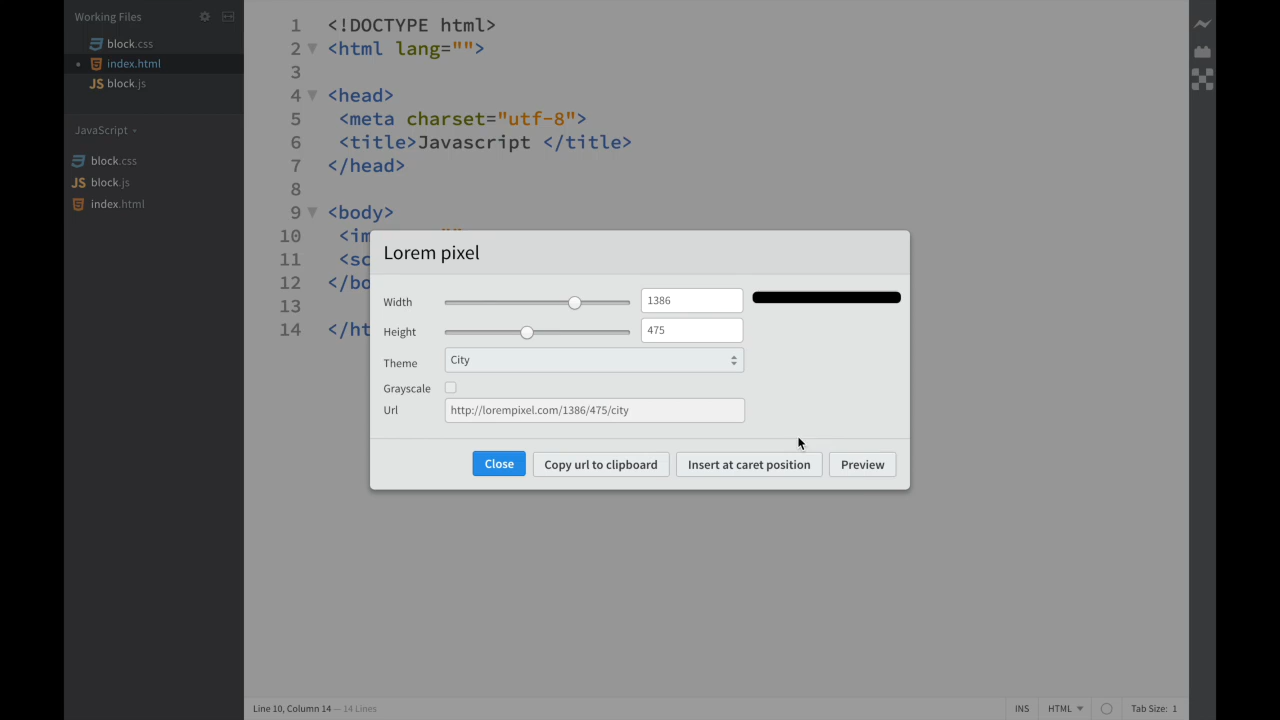 Working Files
block.css
index.html
block.js
JavaScript
block.css
block.js
index.html
1 <!DOCTYPE html>
2 <html lang="">
3
4 <head>
5 <meta charset="utf-8">
6 <title>Javascript </title>
7 </head>
8
9 <body>
10 <im ""
11 <sc
12 </bo
13
14 </ht
Lorem pixel
Width 1386
Height 475
Theme City
Grayscale
Url http://lorempixel.com/1386/475/city
Close Copy url to clipboard Insert at caret position Preview
Line 10, Column 14 — 14 Lines INS HTML Tab Size: 1